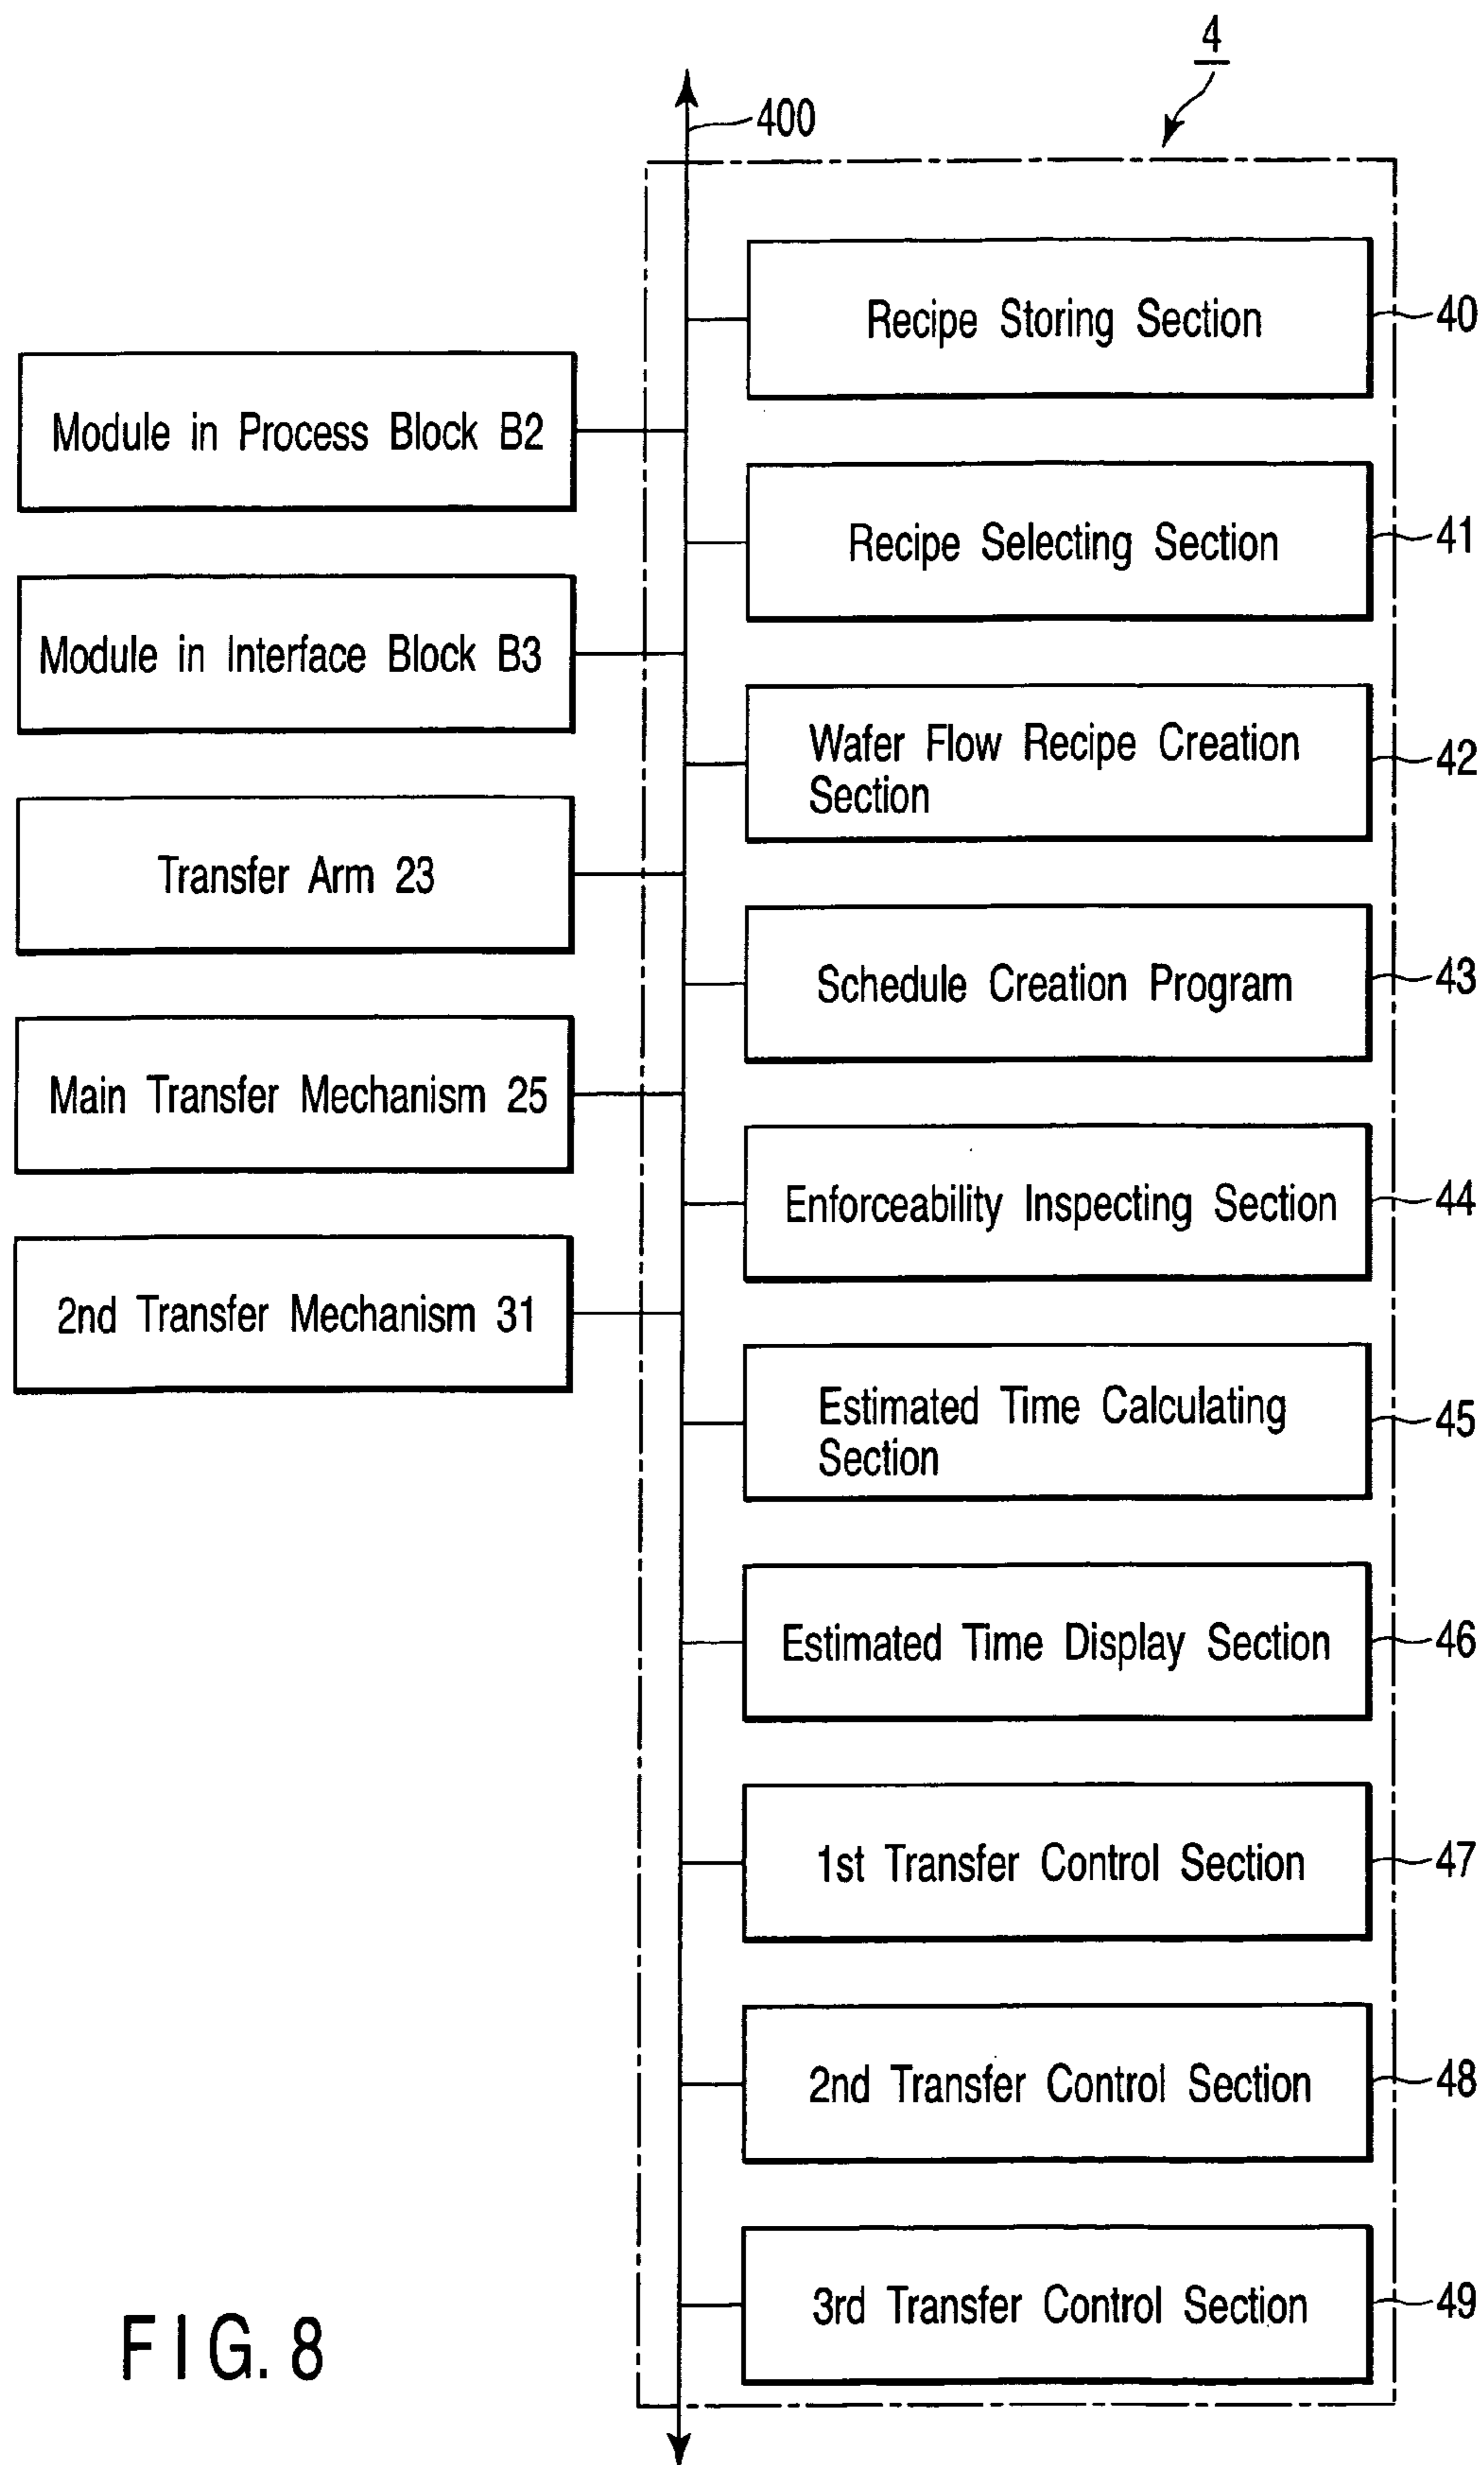 4
400
Recipe Storing Section
40
Module in Process Block B2
Recipe Selecting Section
41
Module in Interface Block B3
Wafer Flow Recipe Creation
Section
42
Transfer Arm 23
Schedule Creation Program
43
Main Transfer Mechanism 25
Enforceability Inspecting Section
44
2nd Transfer Mechanism 31
Estimated Time Calculating
Section
45
Estimated Time Display Section
46
1st Transfer Control Section
47
2nd Transfer Control Section
48
3rd Transfer Control Section
49
FIG. 8